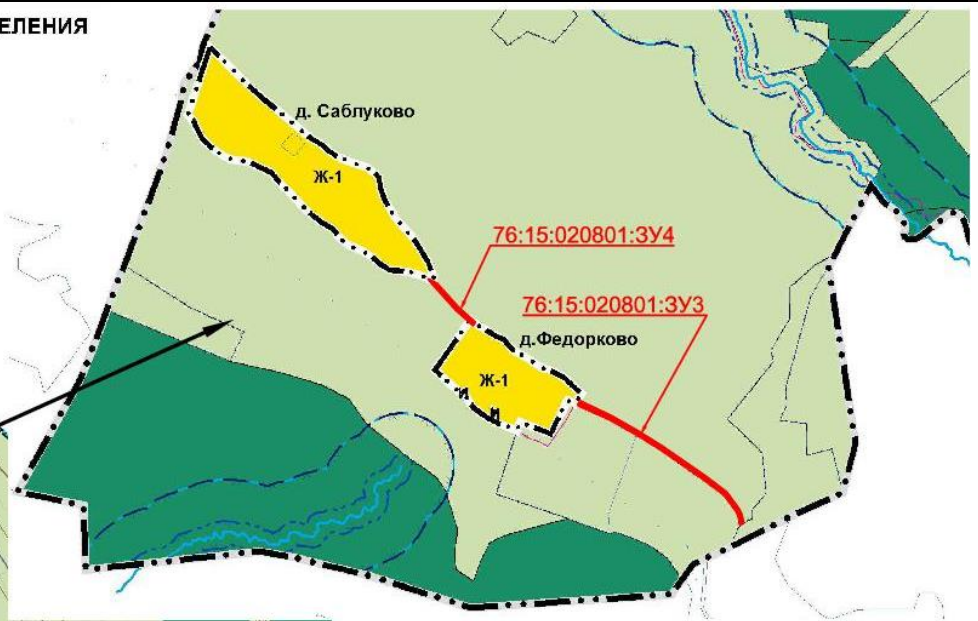 ЕЛЕНИЯ
д. Саблуково
Ж-1
76:15:020801:ЗУ4
76:15:020801:ЗУ3
д.Федорково
Ж-1